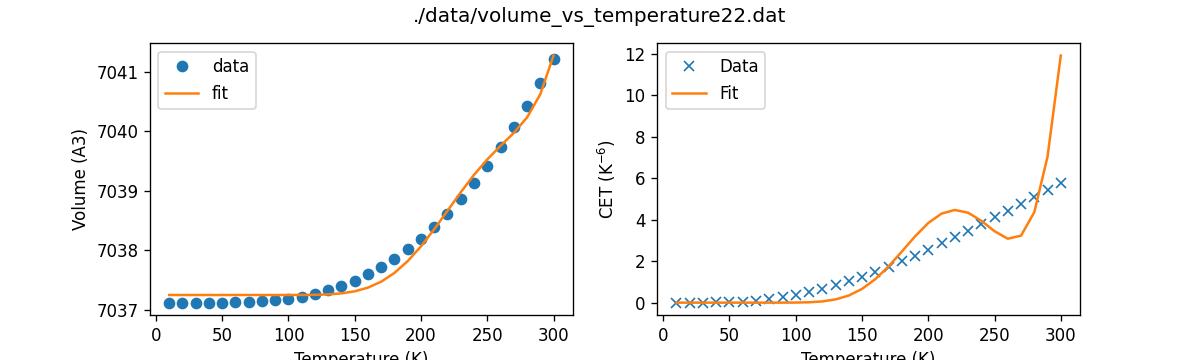 ./data/volume_vs_temperature22.dat
Volume (A3)
7041
7040
7039
7038
7037
data
fit
0 50 100 150 200 250 300
Temperature (K)
CET (K⁻⁶)
12
10
8
6
4
2
0
Data
Fit
0 50 100 150 200 250 300
Temperature (K)